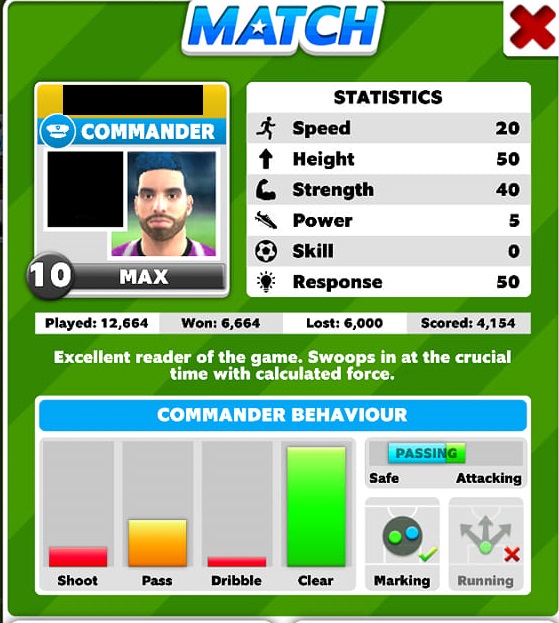 MATCH
STATISTICS
COMMANDER
Speed 20
Height 50
Strength 40
Power 5
Skill 0
Response 50
10 MAX
Played: 12,664 Won: 6,664 Lost: 6,000 Scored: 4,154
Excellent reader of the game. Swoops in at the crucial
time with calculated force.
COMMANDER BEHAVIOUR
PASSING
Safe Attacking
Shoot Pass Dribble Clear Marking Running